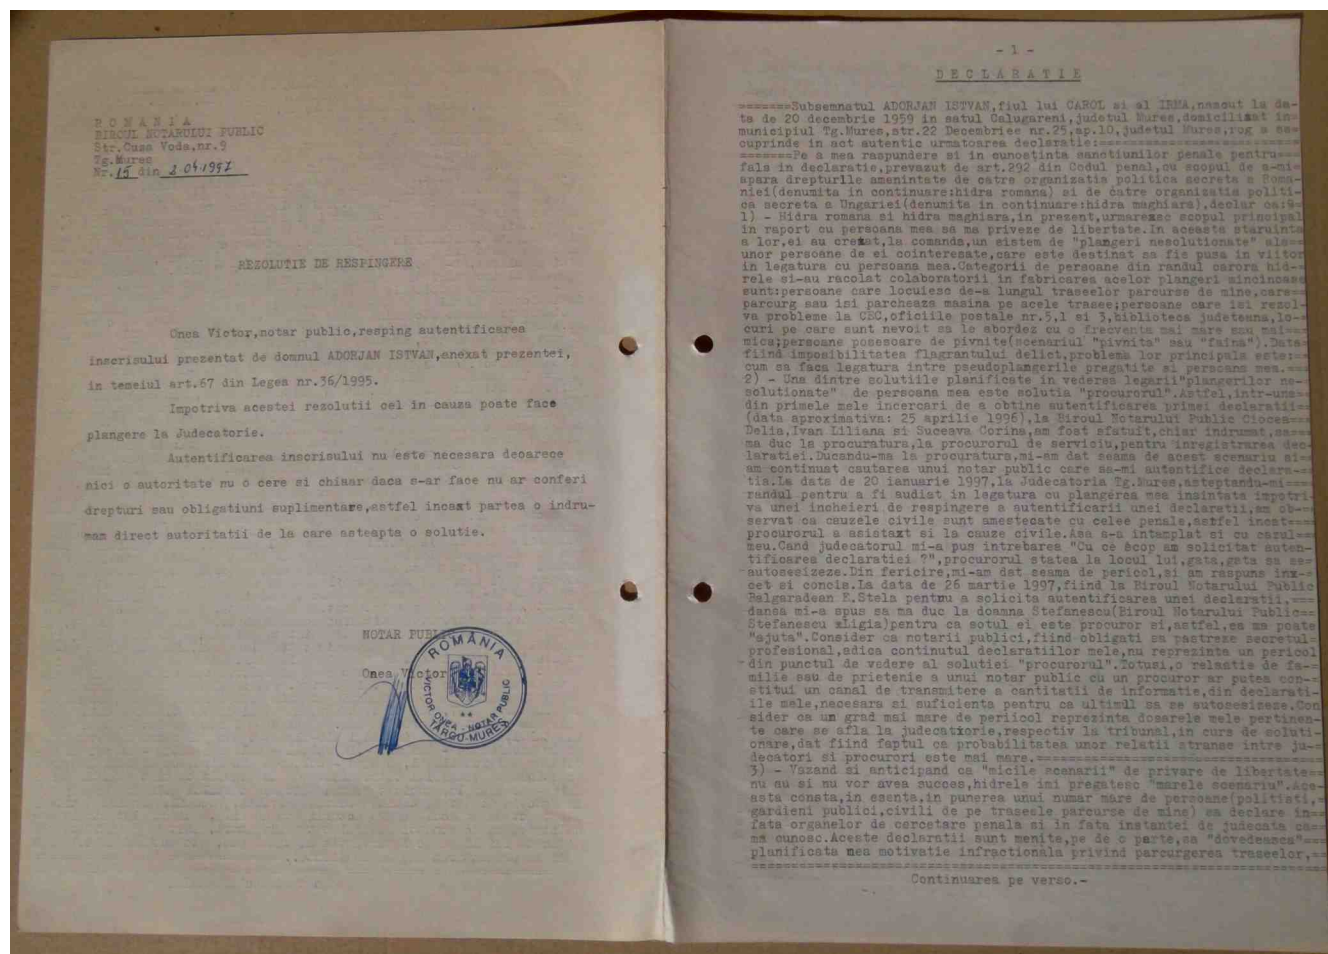 R O M A N I A
BIROUL NOTARULUI PUBLIC
Str.Cuza Voda,nr.9
Tg.Mures
Nr. 15 din 2.04.1997
REZOLUTIE DE RESPINGERE
Onea Victor,notar public,resping autentificarea
inscrisului prezentat de domnul ADORJAN ISTVAN,anexat prezentei,
in temeiul art.67 din Legea nr.36/1995.
Impotriva acestei rezolutii cel in cauza poate face
plangere la Judecatorie.
Autentificarea inscrisului nu este necesara deoarece
nici o autoritate nu o cere si chiaar daca s-ar face nu ar conferi
drepturi sau obligatiuni suplimentare,astfel incaxt partea o indru-
mam direct autoritatii de la care asteapta o solutie.
NOTAR PUBLIC
Onea Victor
ROMÂNIA
VICTOR ONEA - NOTAR PUBLIC
TÂRGU-MUREŞ
- 1 -
D E C L A R A T I E
=======Subsemnatul ADORJAN ISTVAN,fiul lui CAROL si al IRMA,nascut la da-
ta de 20 decembrie 1959 in satul Calugareni,judetul Mures,domiciliat in=
municipiul Tg.Mures,str.22 Decembriee nr.25,ap.10,judetul Mures,rog a se=
cuprinde in act autentic urmatoarea declaratie:=====================
=======Pe a mea raspundere si in cunostinta sanctiunilor penale pentru===
fals in declaratie,prevazut de art.292 din Codul penal,cu scopul de a-mi=
apara drepturile amenintate de catre organizatia politica secreta a Roma-
niei(denumita in continuare:hidra romana) si de catre organizatia politi-
ca secreta a Ungariei(denumita in continuare:hidra maghiara),declar ca:=
1) - Hidra romana si hidra maghiara,in prezent,urmaresc scopul principal
in raport cu persoana mea sa ma priveze de libertate.In aceasta staruinta
a lor,ei au creat,la comanda,un sistem de "plangeri nesolutionate" ale==
unor persoane de ei cointeresate,care este destinat sa fie pusa in viitor
in legatura cu persoana mea.Categorii de persoane din randul carora hid-=
rele si-au racolat colaboratorii in fabricarea acelor plangeri mincinoase
sunt:persoane care locuiesc de-a lungul traseelor parcurse de mine,care==
parcurg sau isi parcheaza masina pe acele trasee;persoane care isi rezol-
va probleme la CEC,oficiile postale nr.5,1 si 3,biblioteca judeteana,lo-=
curi pe care sunt nevoit sa le abordez cu o frecventa mai mare sau mai===
mica;persoane posesoare de pivnite(scenariul "pivnita" sau "faina").Data=
fiind imposibilitatea flagrantului delict,problema lor principala este:==
cum sa faca legatura intre pseudoplangerile pregatite si persoana mea.===
2) - Una dintre solutiile planificate in vederea legarii"plangerilor ne-
solutionate" de persoana mea este solutia "procurorul".Astfel,intr-una=
din primele mele incercari de a obtine autentificarea primei declaratii==
(data aproximativa: 25 aprilie 1996),la Biroul Notarului Public Ciocea===
Delia,Ivan Liliana si Suceava Corina,am fost sfatuit,chiar indrumat,sa===
ma duc la procuratura,la procurorul de serviciu,pentru inregistrarea dec-
laratiei.Ducandu-ma la procuratura,mi-am dat seama de acest scenariu si=
am continuat cautarea unui notar public care sa-mi autentifice declara-=
tia.La data de 20 ianuarie 1997,la Judecatoria Tg.Mures,asteptandu-mi===
randul pentru a fi audiat in legatura cu plangerea mea inaintata impotri-
va unei incheieri de respingere a autentificarii unei declaratii,am ob-=
servat ca cauzele civile sunt amestecate cu celee penale,astfel incat====
procurorul a asistaxt si la cauze civile.Asa s-a intamplat si cu cazul===
meu.Cand judecatorul mi-a pus intrebarea "Cu ce scop am solicitat auten-
tificarea declaratiei ?",procurorul statea la locul lui,gata,gata sa se=
autosesizeze.Din fericire,mi-am dat seama de pericol,si am raspuns inx-=
cet si concis.La data de 26 martie 1997,fiind la Biroul Notarului Public
Balgaradean E.Stela pentru a solicita autentificarea unei declaratii,====
dansa mi-a spus sa ma duc la doamna Stefanescu(Biroul Notarului Public==
Stefanescu xLigia)pentru ca sotul ei este procuror si,astfel,ea ma poate
"ajuta".Consider ca notarii publici,fiind obligati sa pastreze secretul=
profesional,adica continutul declaratiilor mele,nu reprezinta un pericol
din punctul de vedere al solutiei "procurorul".Totusi,o relaatie de fa-
milie sau de prietenie a unui notar public cu un procuror ar putea con-=
stitui un canal de transmitere a cantitatii de informatie,din declarati-
ile mele,necesara si suficienta pentru ca ultimull sa se autosesizeze.Con
sider ca un grad mai mare de periicol reprezinta dosarele mele pertinen-
te care se afla la judecatxorie,respectiv la tribunal,in curs de soluti-
onare,dat fiind faptul ca probabilitatea unor relatii stranse intre ju-=
decatori si procurori este mai mare.==================================
3) - Vazand si anticipand ca "micile scenarii" de privare de libertate===
nu au si nu vor avea succes,hidrele imi pregatesc "marele scenariu".Ace-
asta consta,in esenta,in punerea unui numar mare de persoane(politisti,=
gardieni publici,civili de pe traseele parcurse de mine) sa declare in==
fata organelor de cercetare penala si in fata instantei de judecata ca==
ma cunosc.Aceste declaratii sunt menite,pe de o parte,sa "dovedeasca"===
planificata mea motivatie infractionala privind parcurgerea traseelor,==
=====================================================================
Continuarea pe verso.-